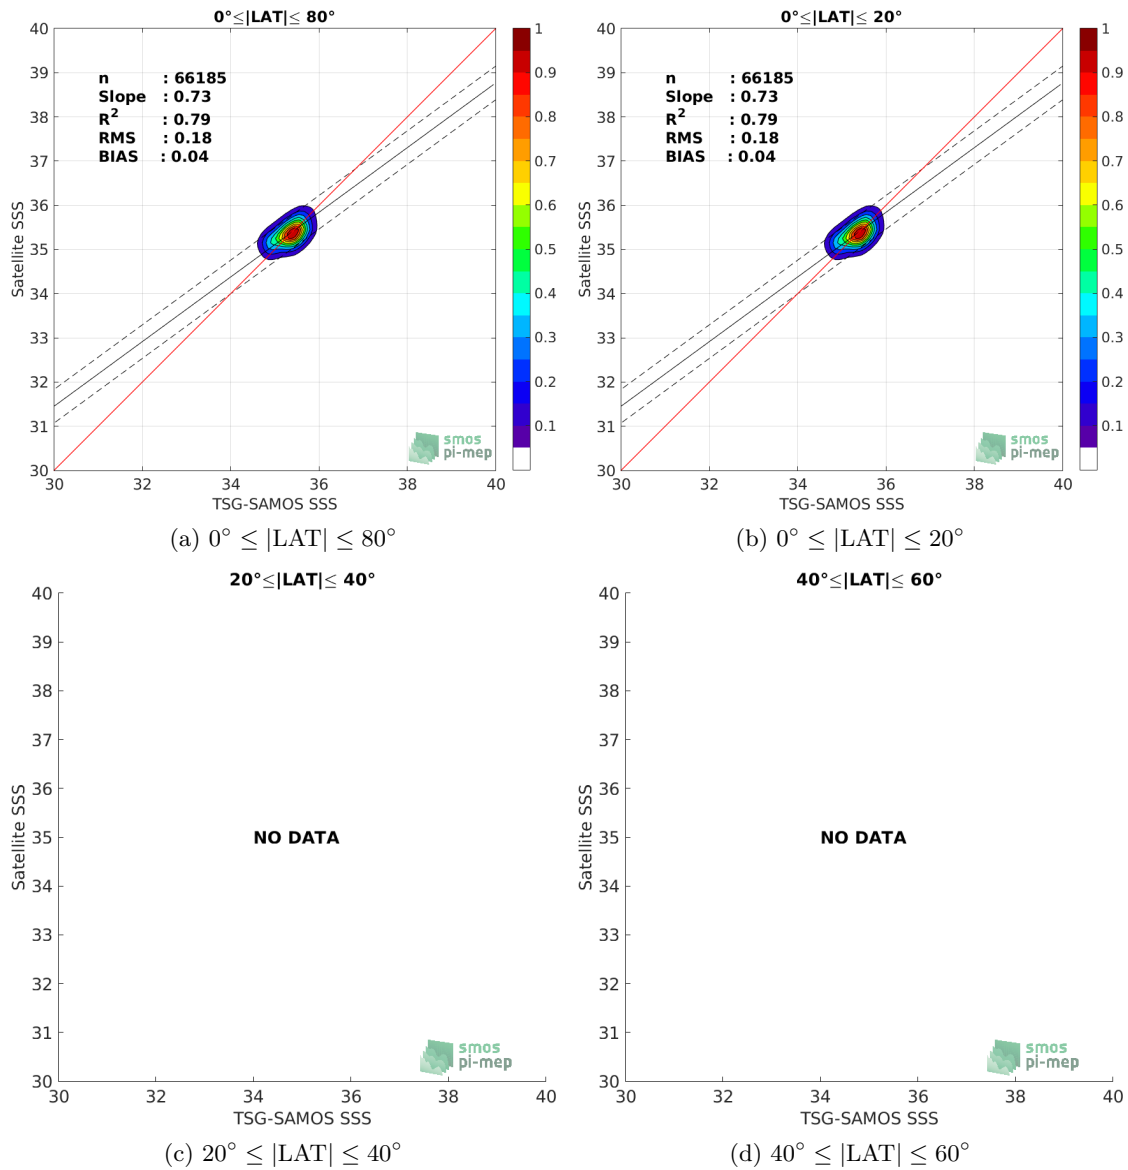 0°≤|LAT|≤ 80°
40
39
38
37
36
35
34
33
32
31
30
Satellite SSS
n : 66185
Slope : 0.73
R2 : 0.79
RMS : 0.18
BIAS : 0.04
smos
pi-mep
30 32 34 36 38 40
TSG-SAMOS SSS
1
0.9
0.8
0.7
0.6
0.5
0.4
0.3
0.2
0.1
(a) 0° ≤ |LAT| ≤ 80°
0°≤|LAT|≤ 20°
40
39
38
37
36
35
34
33
32
31
30
Satellite SSS
n : 66185
Slope : 0.73
R2 : 0.79
RMS : 0.18
BIAS : 0.04
smos
pi-mep
30 32 34 36 38 40
TSG-SAMOS SSS
1
0.9
0.8
0.7
0.6
0.5
0.4
0.3
0.2
0.1
(b) 0° ≤ |LAT| ≤ 20°
20°≤|LAT|≤ 40°
40
39
38
37
36
35
34
33
32
31
30
Satellite SSS
NO DATA
smos
pi-mep
30 32 34 36 38 40
TSG-SAMOS SSS
(c) 20° ≤ |LAT| ≤ 40°
40°≤|LAT|≤ 60°
40
39
38
37
36
35
34
33
32
31
30
Satellite SSS
NO DATA
smos
pi-mep
30 32 34 36 38 40
TSG-SAMOS SSS
(d) 40° ≤ |LAT| ≤ 60°